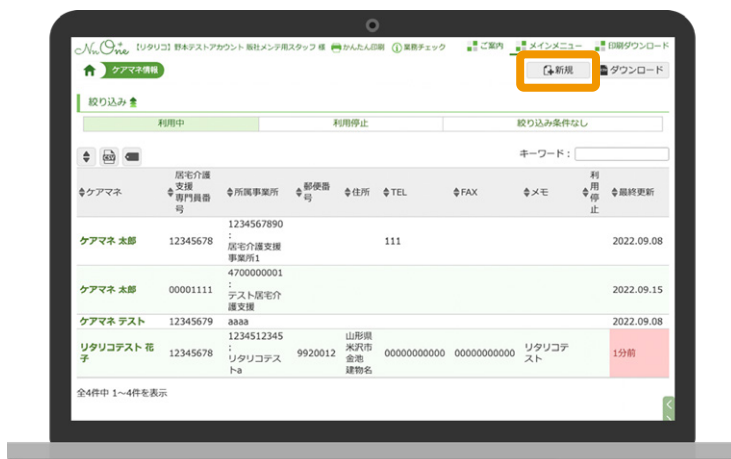 NnOne 【リタリコ】野本テストアカウント 販社メンテ用スタッフ 様 かんたん印刷 業務チェック ご案内 メインメニュー 印刷ダウンロード
ケアマネ情報 新規 ダウンロード
絞り込み
利用中 利用停止 絞り込み条件なし
CSV キーワード：
ケアマネ 居宅介護支援専門員番号 所属事業所 郵便番号 住所 TEL FAX メモ 利用停止 最終更新
ケアマネ 太郎 12345678 1234567890：居宅介護支援事業所1 111 2022.09.08
ケアマネ 太郎 00001111 4700000001：テスト居宅介護支援 2022.09.15
ケアマネ テスト 12345679 aaaa 2022.09.08
リタリコテスト 花子 12345678 1234512345：リタリコテストa 9920012 山形県米沢市金池建物名 00000000000 00000000000 リタリコテスト 1分前
全4件中 1〜4件を表示